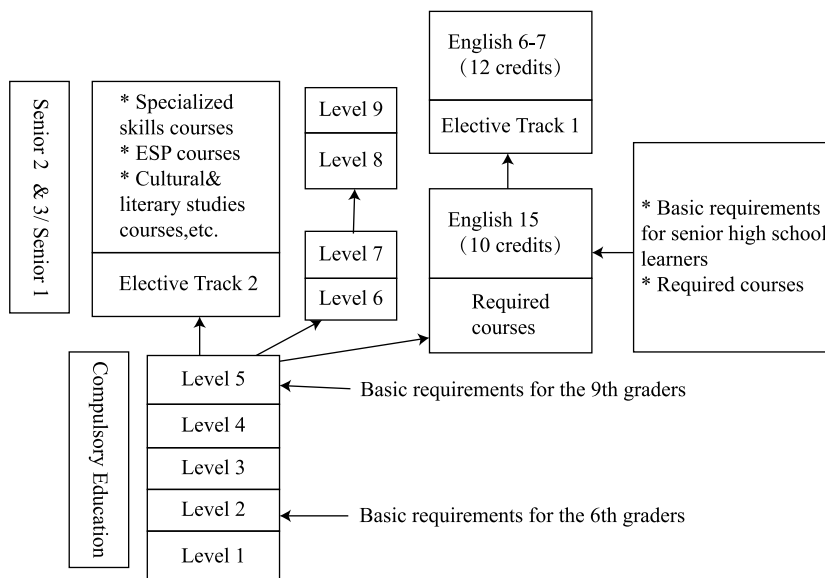 English 6-7
(12 credits)
Elective Track 1
Senior 2 & 3/ Senior 1
* Specialized
skills courses
* ESP courses
* Cultural&
literary studies
courses,etc.
Elective Track 2
Level 9
Level 8
Level 7
Level 6
English 15
(10 credits)
Required
courses
* Basic requirements
for senior high school
learners
* Required courses
Compulsory Education
Level 5
Level 4
Level 3
Level 2
Level 1
Basic requirements for the 9th graders
Basic requirements for the 6th graders